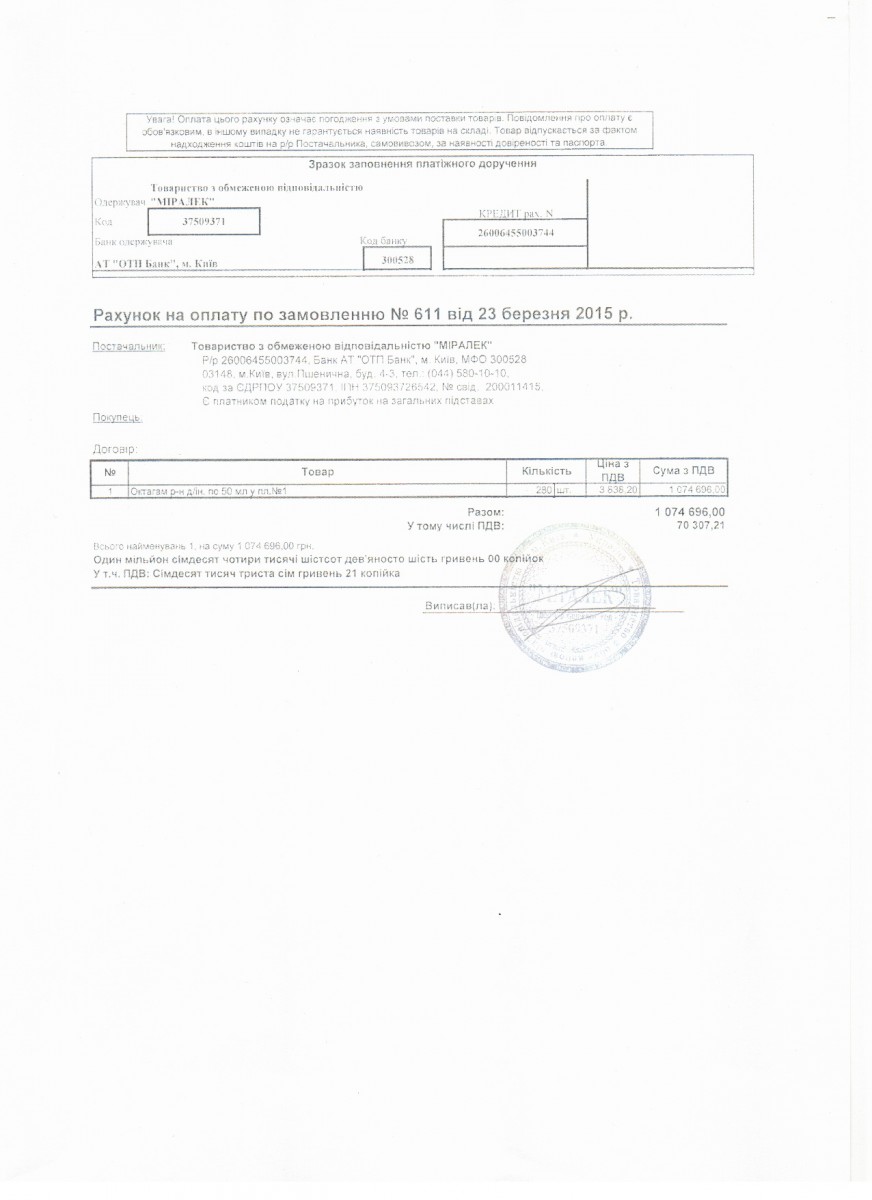 Увага! Оплата цього рахунку означає погодження з умовами поставки товарів. Повідомлення про оплату є
обов'язковим, в іншому випадку не гарантується наявність товарів на складі. Товар відпускається за фактом
надходження коштів на р/р Постачальника, самовивозом, за наявності довіреності та паспорта.
Зразок заповнення платіжного доручення
Товариство з обмеженою відповідальністю
Одержувач "МІРАЛЕК"
КРЕДИТ рах. N
Код 37509371
26006455003744
Банк одержувача Код банку
АТ "ОТП Банк", м. Київ 300528
Рахунок на оплату по замовленню № 611 від 23 березня 2015 р.
Постачальник: Товариство з обмеженою відповідальністю "МІРАЛЕК"
Р/р 26006455003744, Банк АТ "ОТП Банк", м. Київ, МФО 300528
03148, м.Київ, вул.Пшенична, буд. 4-З, тел.: (044) 580-10-10,
код за ЄДРПОУ 37509371, ІПН 375093726542, № свід. 200011415,
Є платником податку на прибуток на загальних підставах
Покупець:
Договір:
№ Товар Кількість Ціна з ПДВ Сума з ПДВ
1 Октагам р-н д/ін. по 50 мл у пл.№1 280 шт. 3 838,20 1 074 696,00
Разом: 1 074 696,00
У тому числі ПДВ: 70 307,21
Всього найменувань 1, на суму 1 074 696,00 грн.
Один мільйон сімдесят чотири тисячі шістсот дев'яносто шість гривень 00 копійок
У т.ч. ПДВ: Сімдесят тисяч триста сім гривень 21 копійка
Виписав(ла):
"МІРАЛЕК"
37509371